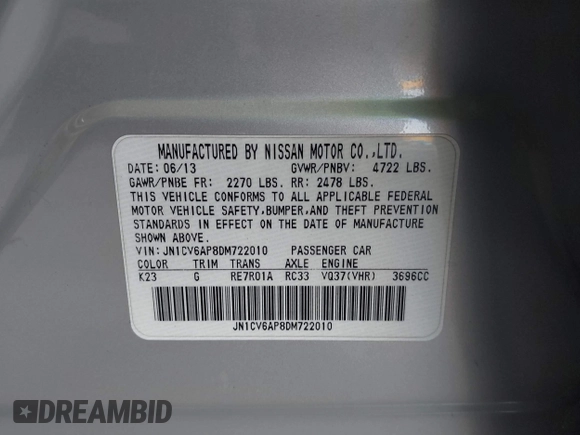 MANUFACTURED BY NISSAN MOTOR CO.,LTD.
DATE: 06/13 GVWR/PNBV: 4722 LBS.
GAWR/PNBE FR: 2270 LBS. RR: 2478 LBS.
THIS VEHICLE CONFORMS TO ALL APPLICABLE FEDERAL
MOTOR VEHICLE SAFETY,BUMPER,AND THEFT PREVENTION
STANDARDS IN EFFECT ON THE DATE OF MANUFACTURE
SHOWN ABOVE.
VIN: JN1CV6AP8DM722010 PASSENGER CAR
COLOR TRIM TRANS AXLE ENGINE
K23 G RE7R01A RC33 VQ37(VHR) 3696CC
JN1CV6AP8DM722010
DREAMBID